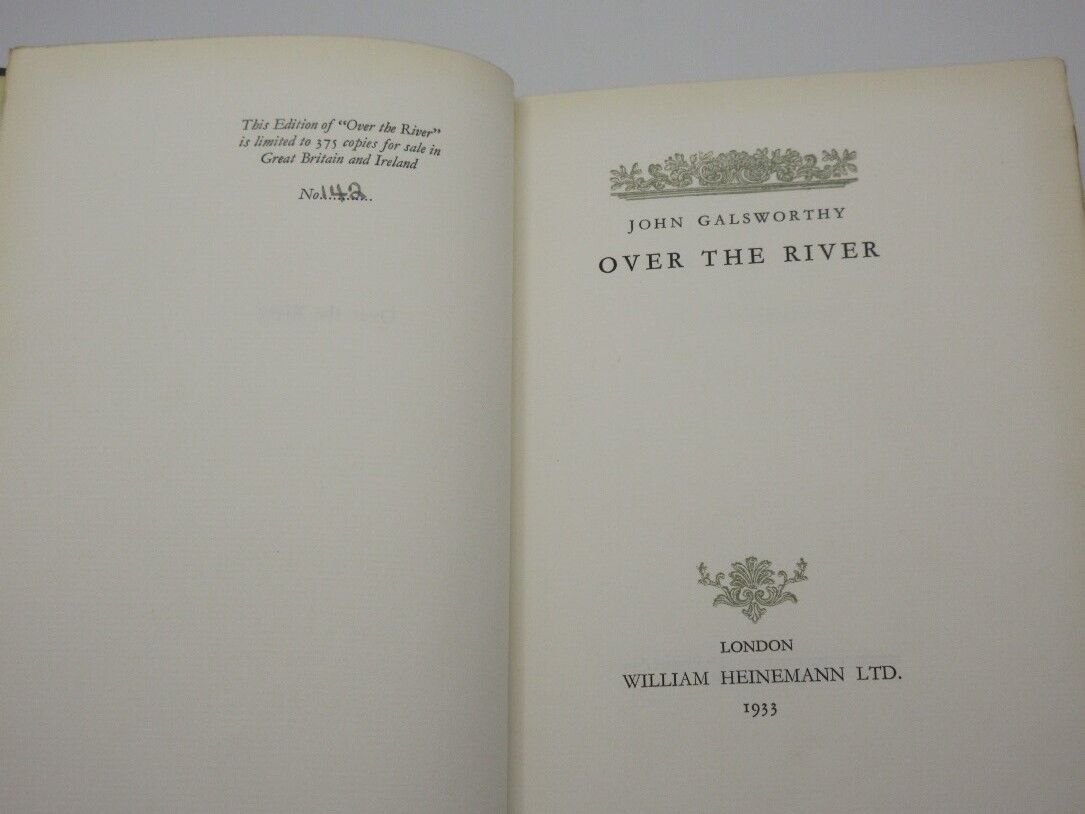 This Edition of "Over the River"
is limited to 375 copies for sale in
Great Britain and Ireland
No.142......
JOHN GALSWORTHY
OVER THE RIVER
LONDON
WILLIAM HEINEMANN LTD.
1933